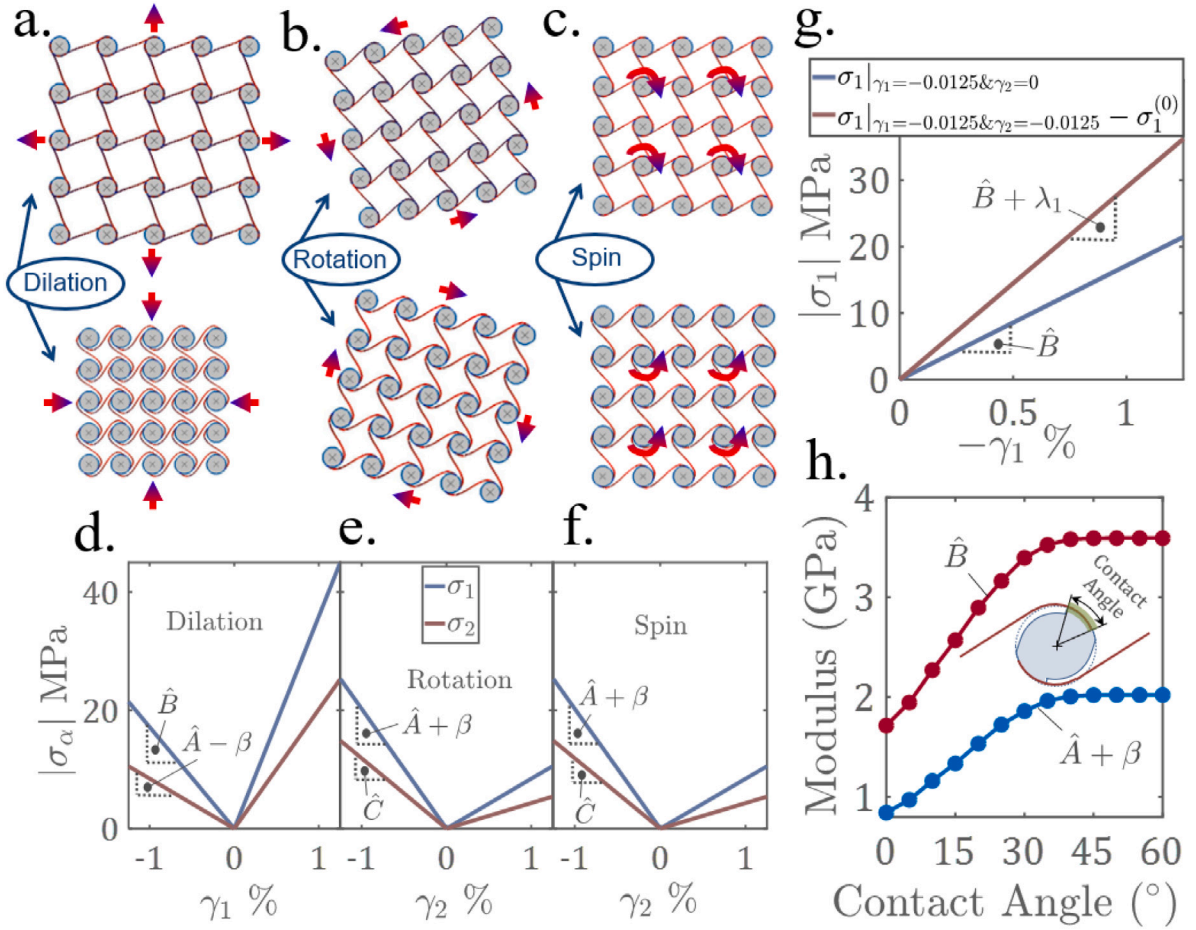 a.
b.
c.
Dilation
Rotation
Spin
g.
σ₁|γ₁=−0.0125&γ₂=0
σ₁|γ₁=−0.0125&γ₂=−0.0125 − σ₁⁽⁰⁾
|σ₁| MPa
30
20
10
0
B̂ + λ₁
B̂
0 0.5 1
−γ₁ %
d.
e.
f.
|σα| MPa
40
20
0
Dilation
B̂
Â − β
-1 0 1
γ₁ %
σ₁
σ₂
Rotation
Â + β
Ĉ
-1 0 1
γ₂ %
Spin
Â + β
Ĉ
-1 0 1
γ₂ %
h.
Modulus (GPa)
4
3
2
1
B̂
Contact
Angle
Â + β
0 15 30 45 60
Contact Angle (°)